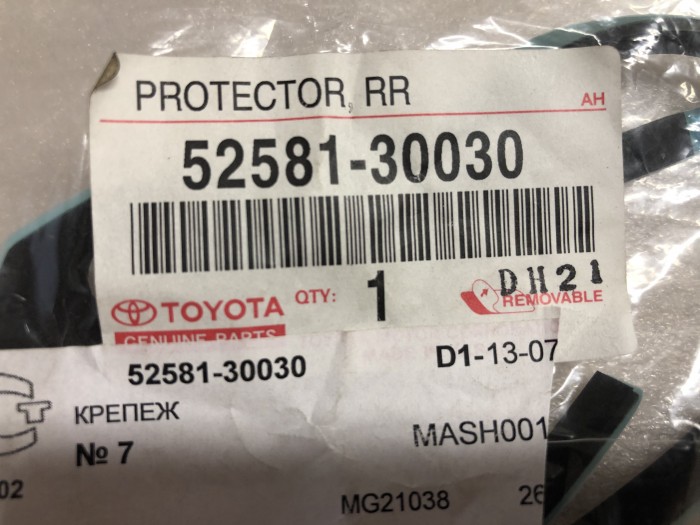 PROTECTOR, RR
AH
52581-30030
TOYOTA QTY: 1 DH21
REMOVABLE
GENUINE PARTS
52581-30030 D1-13-07
КРЕПЕЖ
№ 7 MASH001
02 MG21038 26